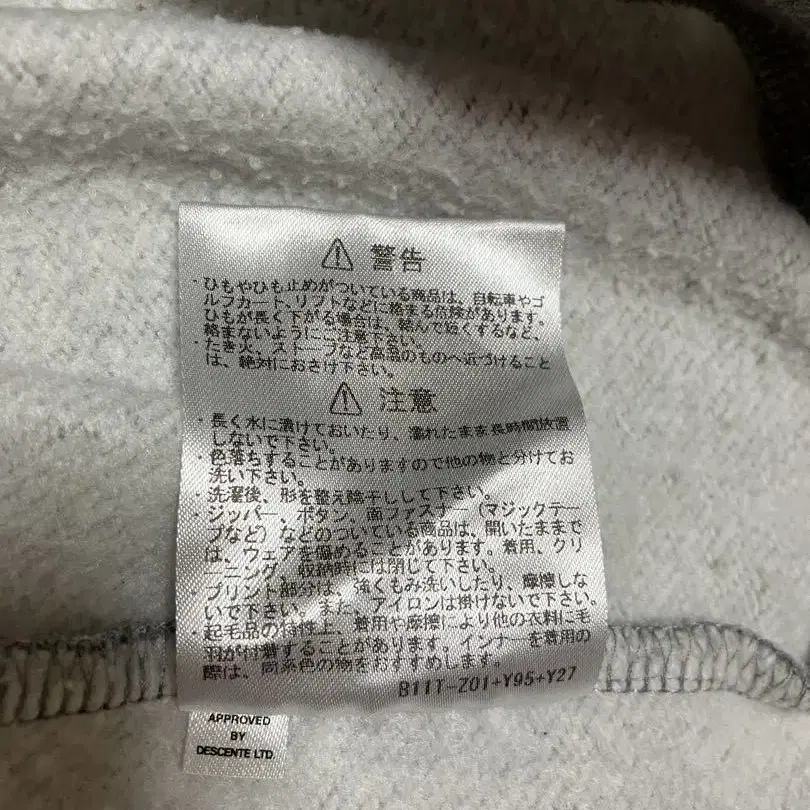 ⚠ 警告
・ひもやひも止めがついている商品は、自転車やゴ
ルフカート、リフトなどに絡まる危険があります。
ひもが長く下がる場合は、結んで短くするなど、
絡まないように、ご注意下さい。
・たき火、ストーブなど高温のものへ近づけること
は、絶対におさけ下さい。
⚠ 注意
・長く水に漬けておいたり、濡れたまま長時間放置
しないで下さい。
・色落ちすることがありますので他の物と分けてお
洗い下さい。
・洗濯後、形を整え陰干しして下さい。
・ジッパー、ボタン、面ファスナー（マジックテー
プなど）などのついている商品は、開いたままで
は、ウェアを傷めることがあります。着用、クリ
ーニング、収納時には閉じて下さい。
・プリント部分は、強くもみ洗いしたり、摩擦しな
いで下さい。また、アイロンは掛けないで下さい。
・起毛品の特性上、着用や摩擦により他の衣料に毛
羽が付着することがあります。インナーを着用の
際は、同系色の物をおすすめします。
B11T-Z01+Y95+Y27
APPROVED
BY
DESCENTE LTD.